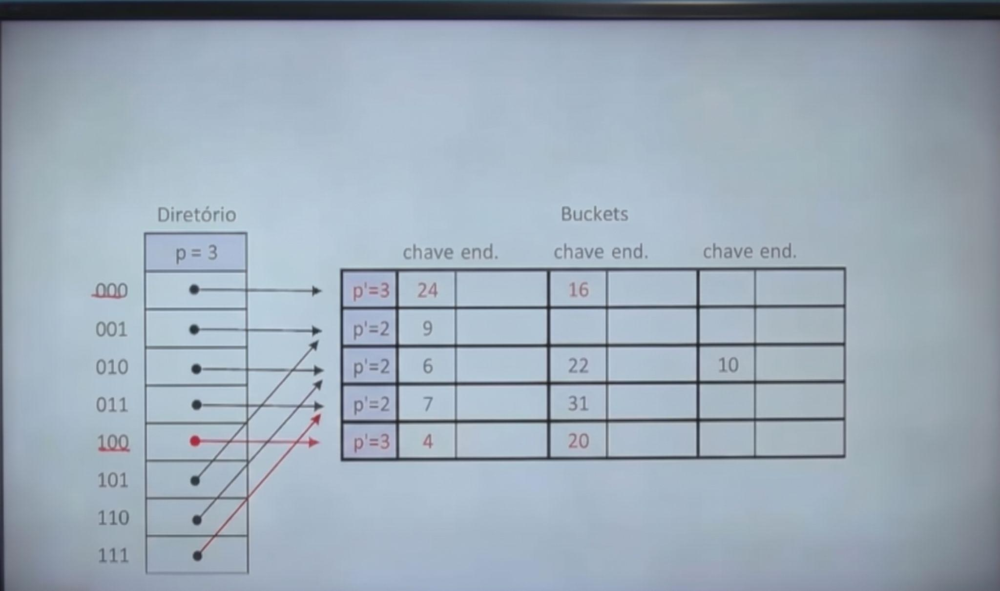 Diretório
Buckets
p = 3
chave end. chave end. chave end.
000 p'=3 24 16
001 p'=2 9
010 p'=2 6 22 10
011 p'=2 7 31
100 p'=3 4 20
101
110
111